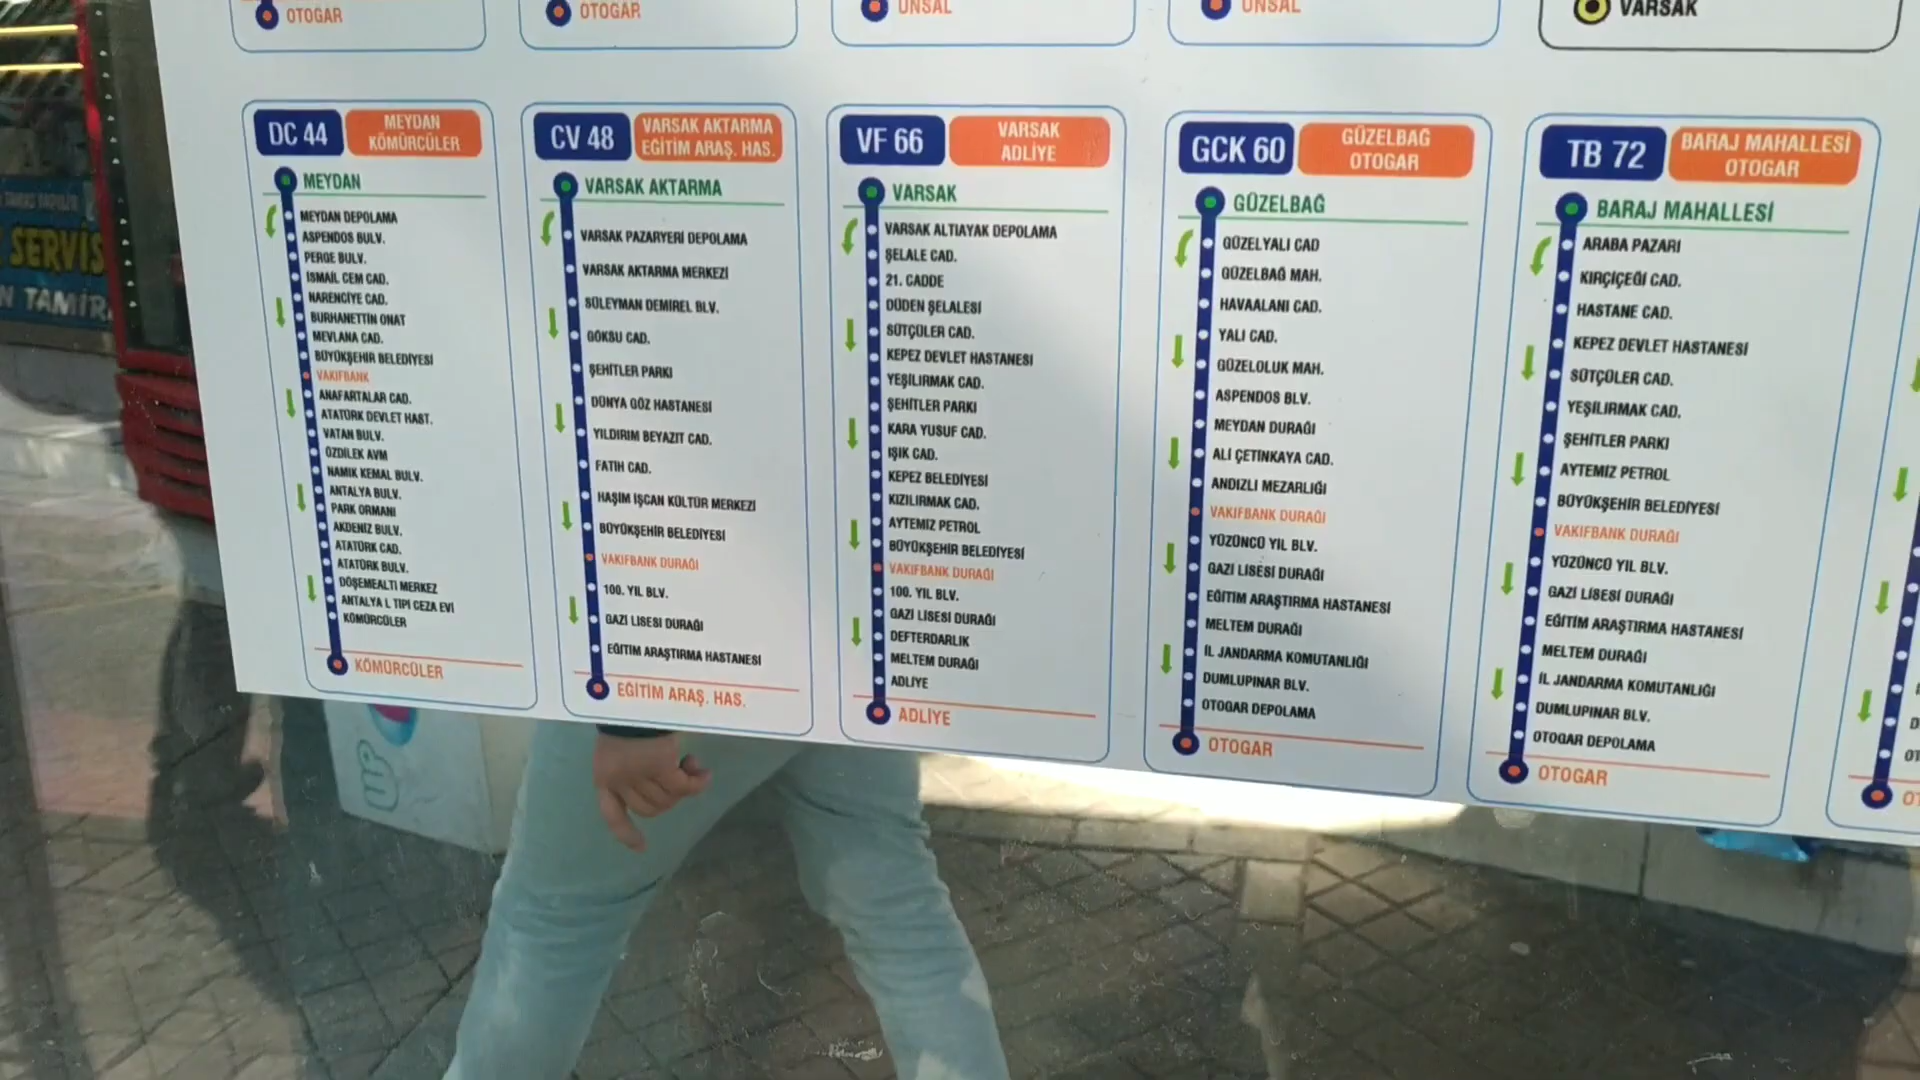 OTOGAR
OTOGAR
ÜNSAL
ÜNSAL
VARSAK
DC 44
MEYDAN
KÖMÜRCÜLER
MEYDAN
MEYDAN DEPOLAMA
ASPENDOS BULV.
PERGE BULV.
İSMAİL CEM CAD.
NARENCİYE CAD.
BURHANETTİN ONAT
MEVLANA CAD.
BÜYÜKŞEHİR BELEDİYESİ
VAKIFBANK
ANAFARTALAR CAD.
ATATÜRK DEVLET HAST.
VATAN BULV.
ÖZDİLEK AVM
NAMIK KEMAL BULV.
ANTALYA BULV.
PARK ORMANI
AKDENİZ BULV.
ATATÜRK CAD.
ATATÜRK BULV.
DÖŞEMEALTI MERKEZ
ANTALYA L TİPİ CEZA EVİ
KÖMÜRCÜLER
KÖMÜRCÜLER
CV 48
VARSAK AKTARMA
EĞİTİM ARAŞ. HAS.
VARSAK AKTARMA
VARSAK PAZARYERİ DEPOLAMA
VARSAK AKTARMA MERKEZİ
SÜLEYMAN DEMİREL BLV.
GÖKSU CAD.
ŞEHİTLER PARKI
DÜNYA GÖZ HASTANESİ
YILDIRIM BEYAZIT CAD.
FATİH CAD.
HAŞİM İŞCAN KÜLTÜR MERKEZİ
BÜYÜKŞEHİR BELEDİYESİ
VAKIFBANK DURAĞI
100. YIL BLV.
GAZİ LİSESİ DURAĞI
EĞİTİM ARAŞTIRMA HASTANESİ
EĞİTİM ARAŞ. HAS.
VF 66
VARSAK
ADLİYE
VARSAK
VARSAK ALTIAYAK DEPOLAMA
ŞELALE CAD.
21. CADDE
DÜDEN ŞELALESİ
SÜTÇÜLER CAD.
KEPEZ DEVLET HASTANESİ
YEŞİLIRMAK CAD.
ŞEHİTLER PARKI
KARA YUSUF CAD.
IŞIK CAD.
KEPEZ BELEDİYESİ
KIZILIRMAK CAD.
AYTEMİZ PETROL
BÜYÜKŞEHİR BELEDİYESİ
VAKIFBANK DURAĞI
100. YIL BLV.
GAZİ LİSESİ DURAĞI
DEFTERDARLIK
MELTEM DURAĞI
ADLİYE
ADLİYE
GCK 60
GÜZELBAĞ
OTOGAR
GÜZELBAĞ
GÜZELYALI CAD
GÜZELBAĞ MAH.
HAVAALANI CAD.
YALI CAD.
GÜZELOLUK MAH.
ASPENDOS BLV.
MEYDAN DURAĞI
ALİ ÇETİNKAYA CAD.
ANDIZLI MEZARLIĞI
VAKIFBANK DURAĞI
YÜZÜNCÜ YIL BLV.
GAZİ LİSESİ DURAĞI
EĞİTİM ARAŞTIRMA HASTANESİ
MELTEM DURAĞI
İL JANDARMA KOMUTANLIĞI
DUMLUPINAR BLV.
OTOGAR DEPOLAMA
OTOGAR
TB 72
BARAJ MAHALLESİ
OTOGAR
BARAJ MAHALLESİ
ARABA PAZARI
KIRÇİÇEĞİ CAD.
HASTANE CAD.
KEPEZ DEVLET HASTANESİ
SÜTÇÜLER CAD.
YEŞİLIRMAK CAD.
ŞEHİTLER PARKI
AYTEMİZ PETROL
BÜYÜKŞEHİR BELEDİYESİ
VAKIFBANK DURAĞI
YÜZÜNCÜ YIL BLV.
GAZİ LİSESİ DURAĞI
EĞİTİM ARAŞTIRMA HASTANESİ
MELTEM DURAĞI
İL JANDARMA KOMUTANLIĞI
DUMLUPINAR BLV.
OTOGAR DEPOLAMA
OTOGAR
SERVİS